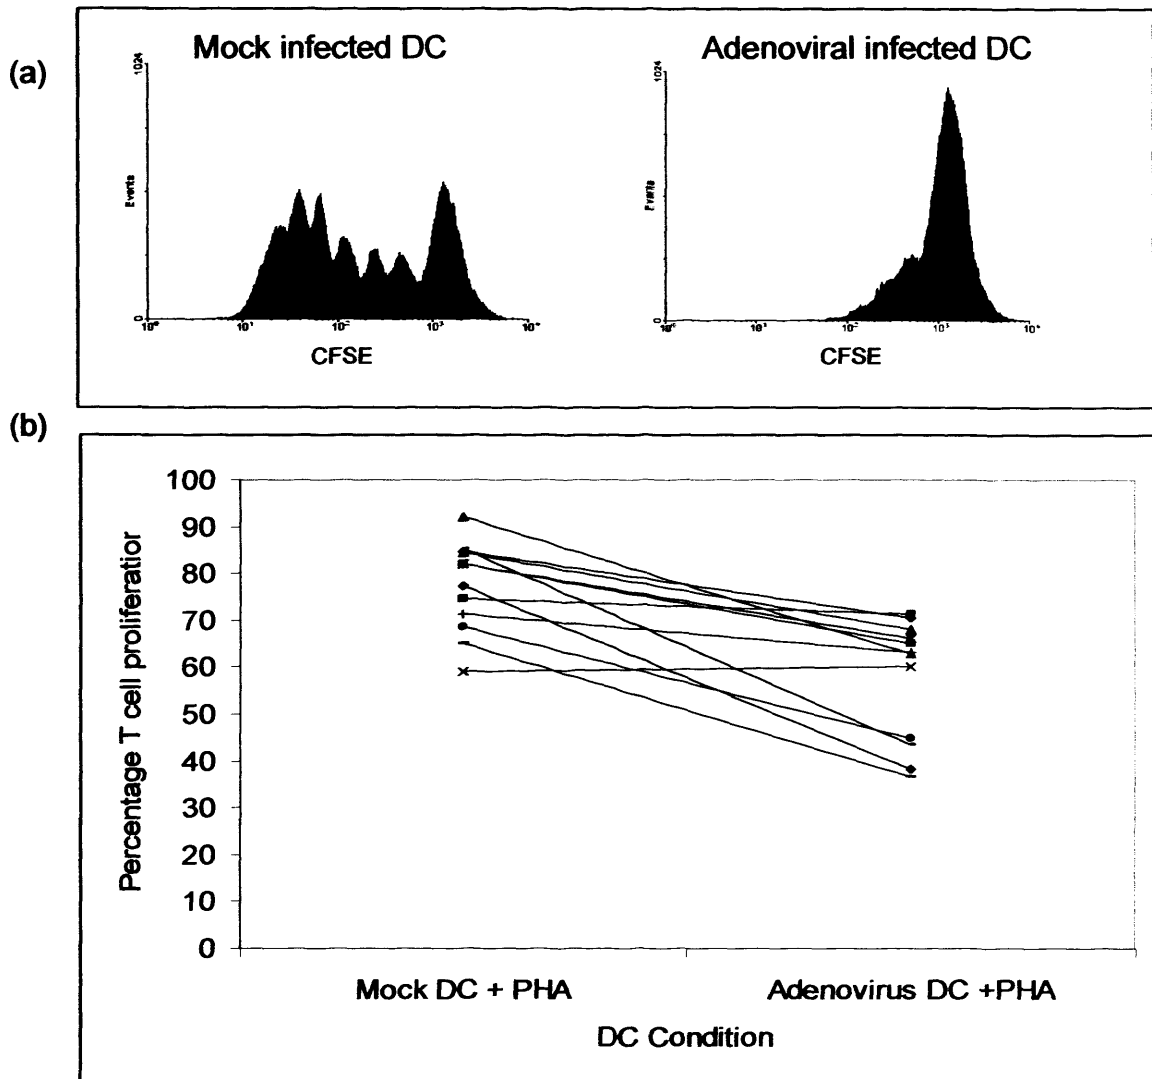 (a)
Mock infected DC
Adenoviral infected DC
1024
Events
0
10⁰ 10¹ 10² 10³ 10⁴
CFSE
1024
Events
0
10⁰ 10¹ 10² 10³ 10⁴
CFSE
(b)
Percentage T cell proliferation
100
90
80
70
60
50
40
30
20
10
0
Mock DC + PHA
Adenovirus DC +PHA
DC Condition